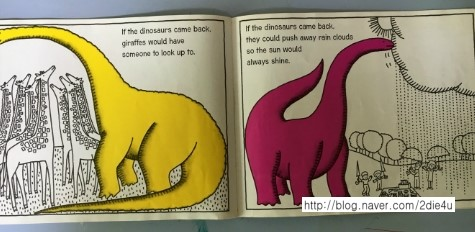 If the dinosaurs came back,
giraffes would have
someone to look up to.
If the dinosaurs came back,
they could push away rain clouds
so the sun would
always shine.
http://blog.naver.com/2die4u